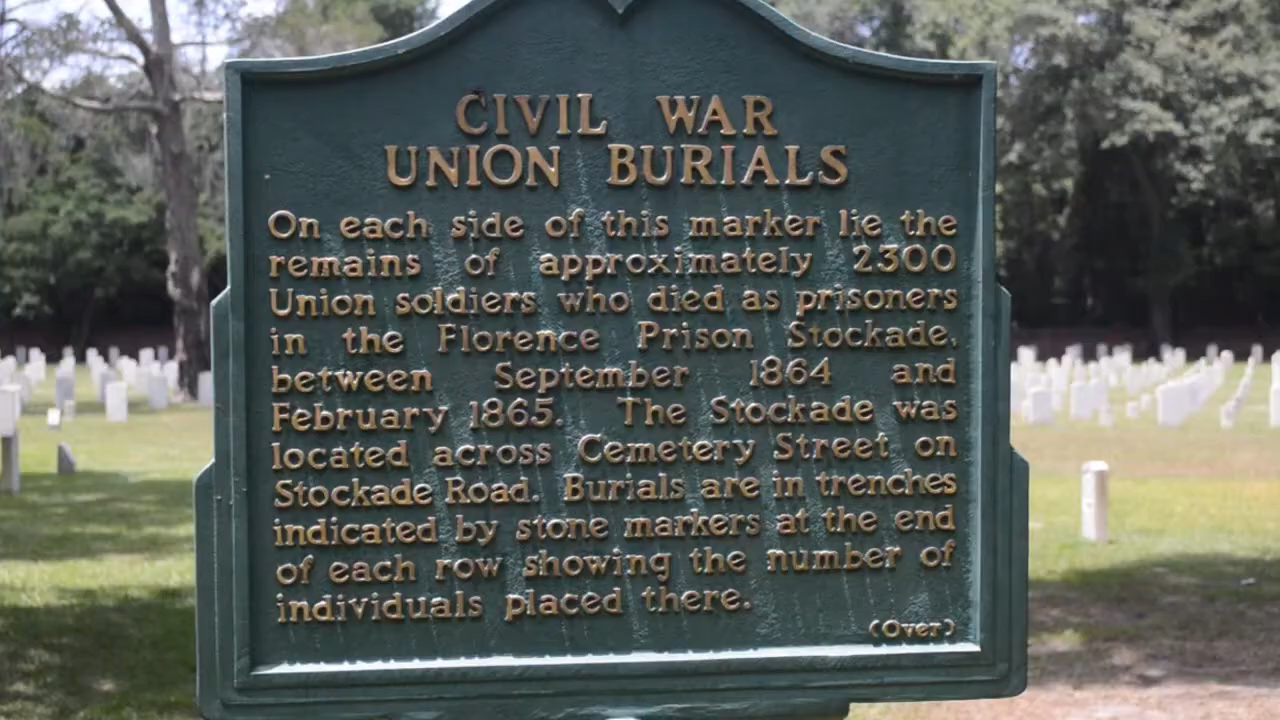 CIVIL WAR
UNION BURIALS
On each side of this marker lie the
remains of approximately 2300
Union soldiers who died as prisoners
in the Florence Prison Stockade,
between September 1864 and
February 1865. The Stockade was
located across Cemetery Street on
Stockade Road. Burials are in trenches
indicated by stone markers at the end
of each row showing the number of
individuals placed there.
(Over)